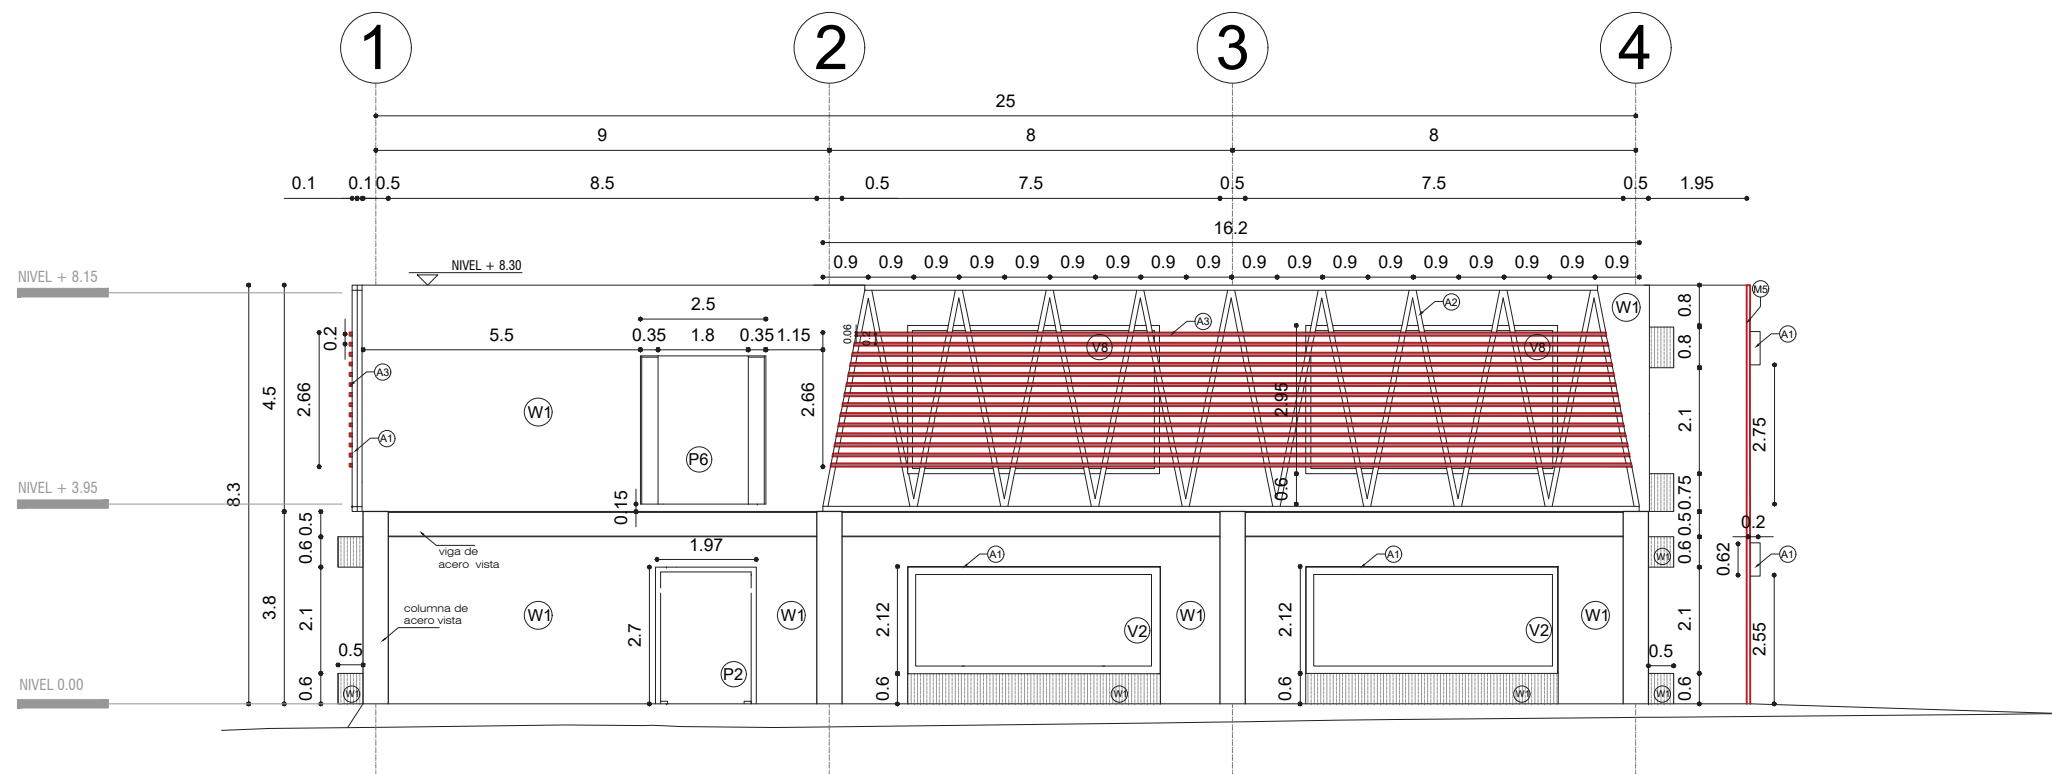 1 2 3 4
25
9 8 8
0.1 0.1 0.5 8.5 0.5 7.5 0.5 7.5 0.5 1.95
16.2
NIVEL + 8.30
0.9 0.9 0.9 0.9 0.9 0.9 0.9 0.9 0.9 0.9 0.9 0.9 0.9 0.9 0.9 0.9 0.9 0.9
NIVEL + 8.15
M5
2.5
A2
W1
0.8
0.2
5.5 0.35 1.8 0.35 1.15
0.06
0.2
A3
V8
V8
0.8
A1
A3
4.5
2.66
2.66
2.95
W1
2.1
2.75
A1
P6
NIVEL + 3.95
8.3
0.15
0.6
0.75
0.5
0.5
0.2
0.6
viga de
acero vista
1.97
A1
A1
0.6
W1
0.62
A1
3.8
2.1
columna de
acero vista
W1
2.7
W1
2.12
V2
W1
2.12
V2
W1
2.1
2.55
0.5
P2
0.5
NIVEL 0.00
0.6
W1
0.6
W1
0.6
W1
W1
0.6